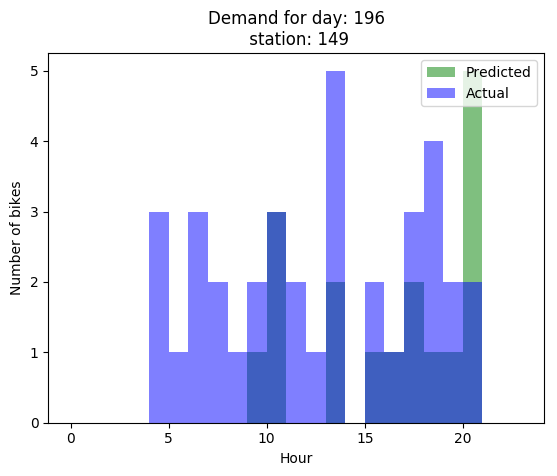 Demand for day: 196
station: 149
Predicted
Actual
5
4
3
2
1
0
Number of bikes
0 5 10 15 20
Hour